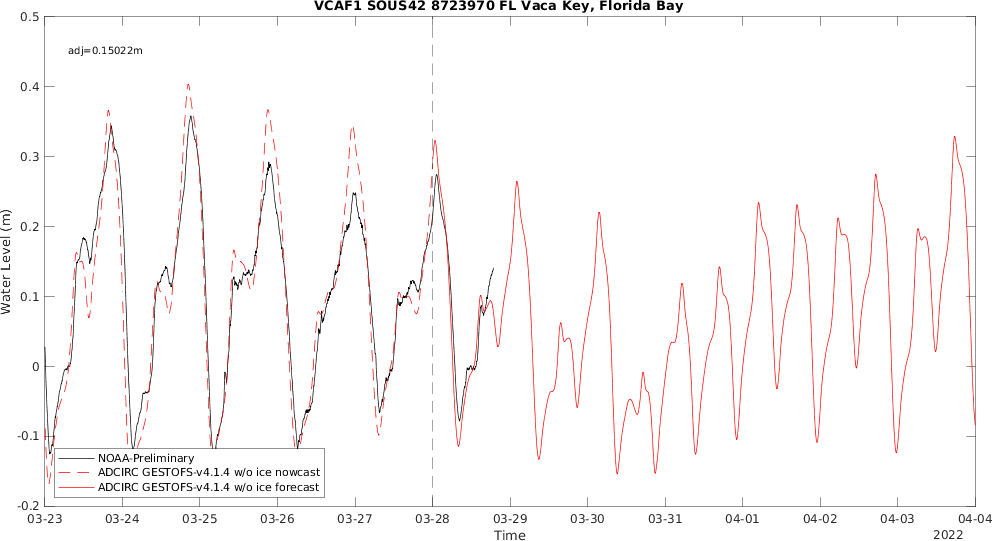 VCAF1 SOUS42 8723970 FL Vaca Key, Florida Bay
adj=0.15022m
Water Level (m)
0.5
0.4
0.3
0.2
0.1
0
-0.1
-0.2
NOAA-Preliminary
ADCIRC GESTOFS-v4.1.4 w/o ice nowcast
ADCIRC GESTOFS-v4.1.4 w/o ice forecast
03-23 03-24 03-25 03-26 03-27 03-28 03-29 03-30 03-31 04-01 04-02 04-03 04-04
Time
2022